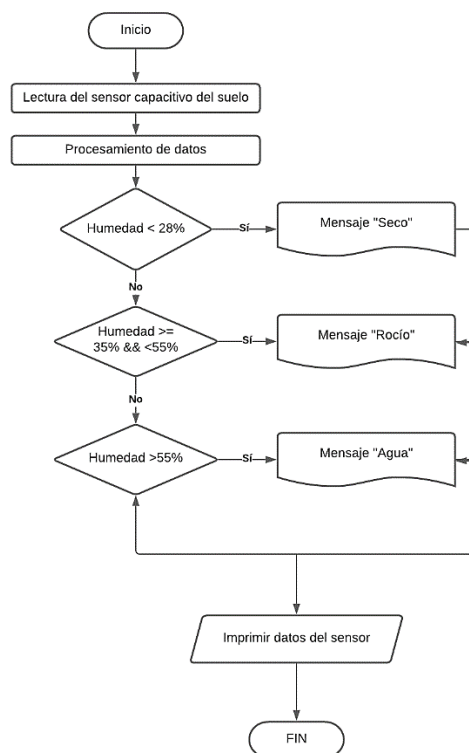 Inicio
Lectura del sensor capacitivo del suelo
Procesamiento de datos
Humedad < 28%
Sí
Mensaje "Seco"
No
Humedad >=
35% && <55%
Sí
Mensaje "Rocío"
No
Humedad >55%
Sí
Mensaje "Agua"
Imprimir datos del sensor
FIN